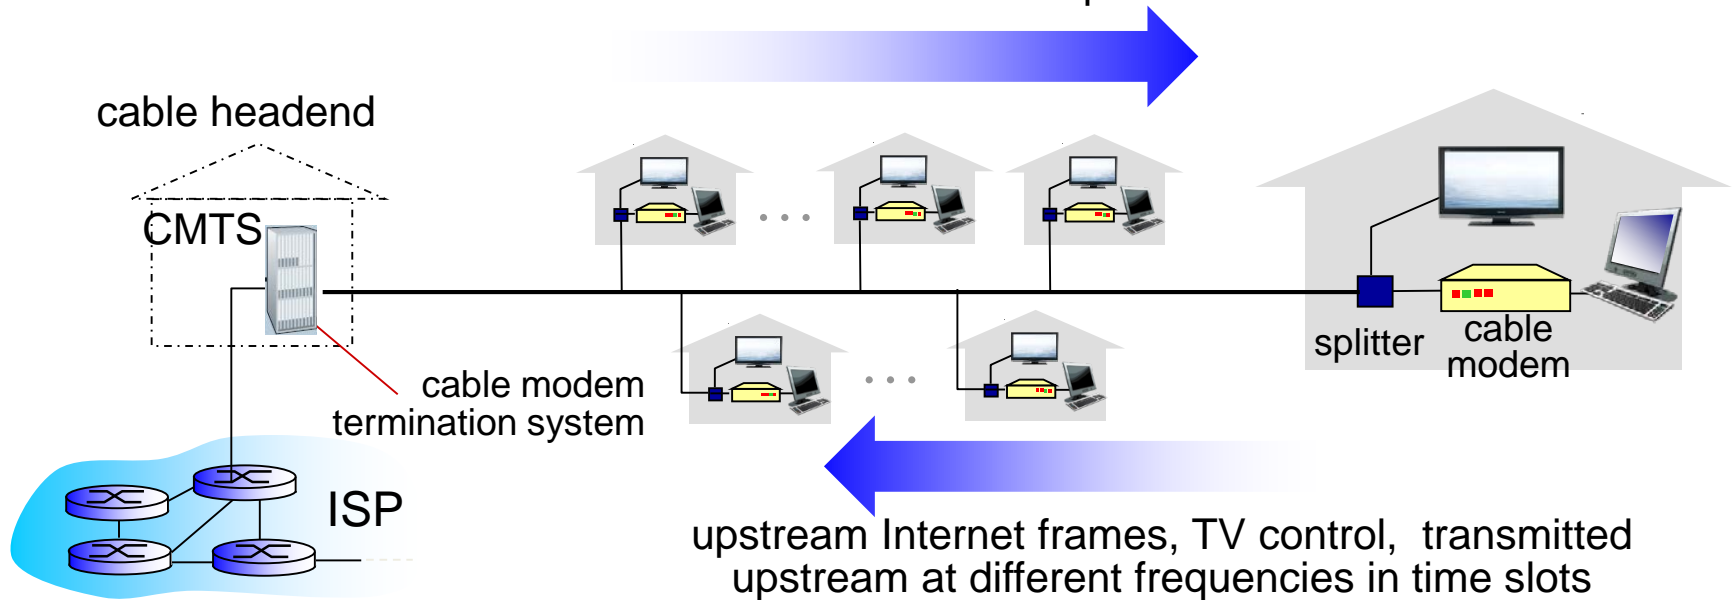 cable headend
CMTS
cable modem
termination system
ISP
splitter
cable
modem
upstream Internet frames, TV control,  transmitted
upstream at different frequencies in time slots